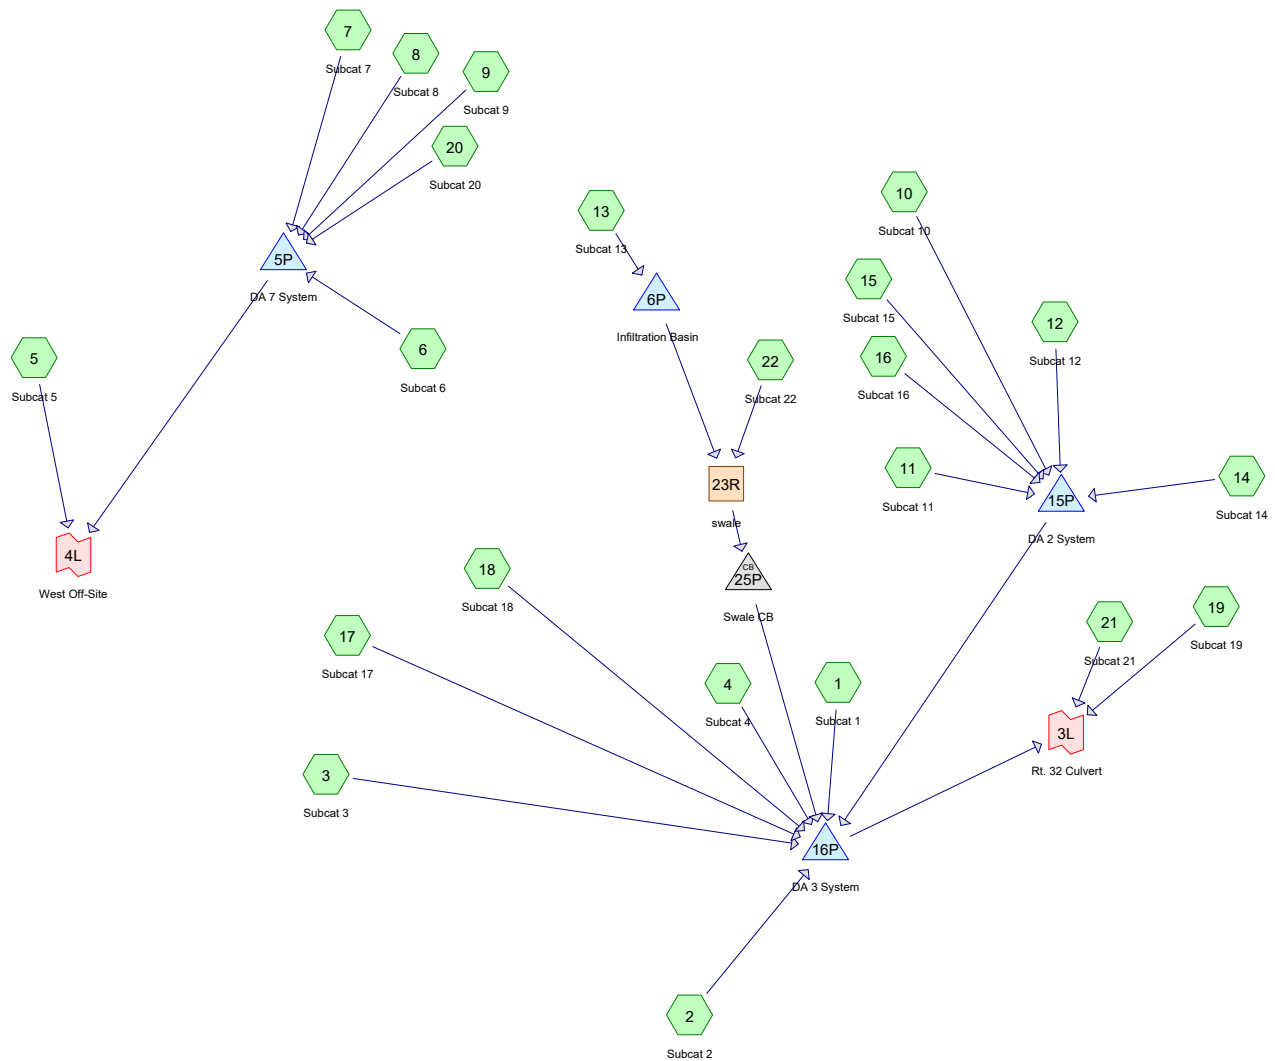 7
Subcat 7
8
Subcat 8
9
Subcat 9
20
Subcat 20
5P
DA 7 System
6
Subcat 6
5
Subcat 5
4L
West Off-Site
13
Subcat 13
6P
Infiltration Basin
22
Subcat 22
23R
swale
CB
25P
Swale CB
10
Subcat 10
15
Subcat 15
16
Subcat 16
12
Subcat 12
11
Subcat 11
14
Subcat 14
15P
DA 2 System
18
Subcat 18
17
Subcat 17
3
Subcat 3
4
Subcat 4
1
Subcat 1
21
Subcat 21
19
Subcat 19
3L
Rt. 32 Culvert
16P
DA 3 System
2
Subcat 2